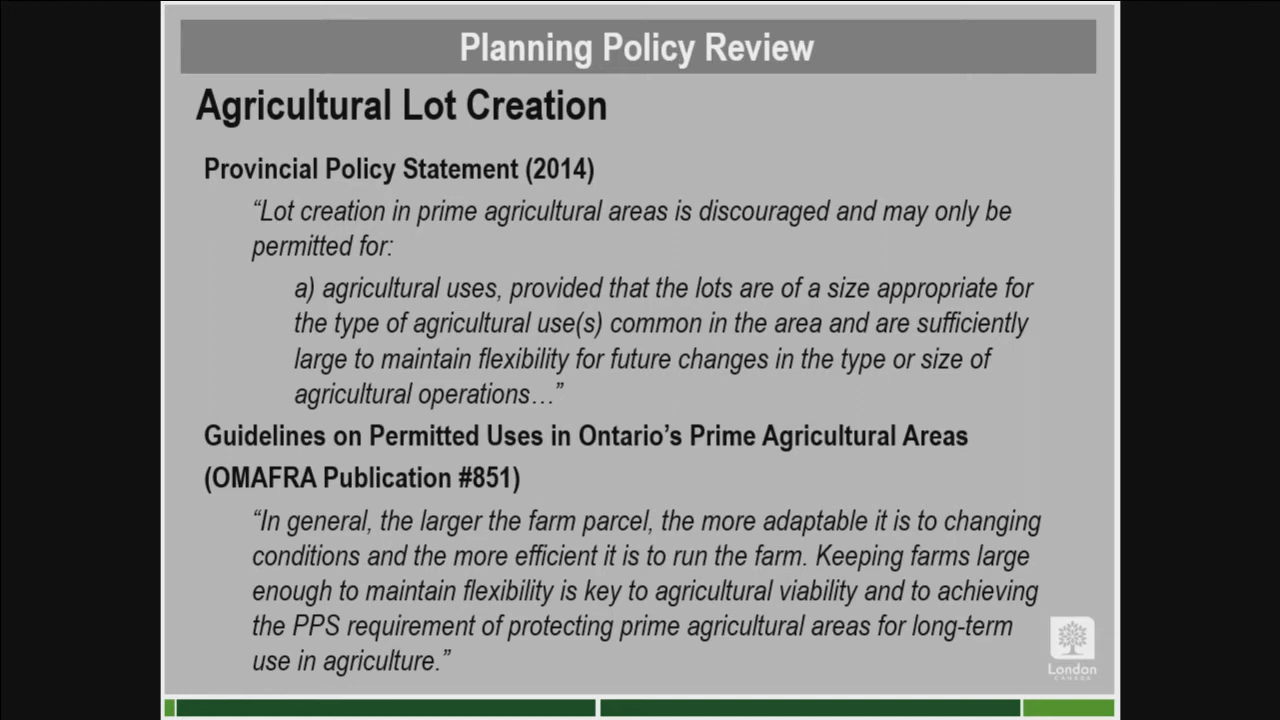 Planning Policy Review
Agricultural Lot Creation
Provincial Policy Statement (2014)
“Lot creation in prime agricultural areas is discouraged and may only be
permitted for:
a) agricultural uses, provided that the lots are of a size appropriate for
the type of agricultural use(s) common in the area and are sufficiently
large to maintain flexibility for future changes in the type or size of
agricultural operations…”
Guidelines on Permitted Uses in Ontario’s Prime Agricultural Areas
(OMAFRA Publication #851)
“In general, the larger the farm parcel, the more adaptable it is to changing
conditions and the more efficient it is to run the farm. Keeping farms large
enough to maintain flexibility is key to agricultural viability and to achieving
the PPS requirement of protecting prime agricultural areas for long-term
use in agriculture.”
London
CANADA